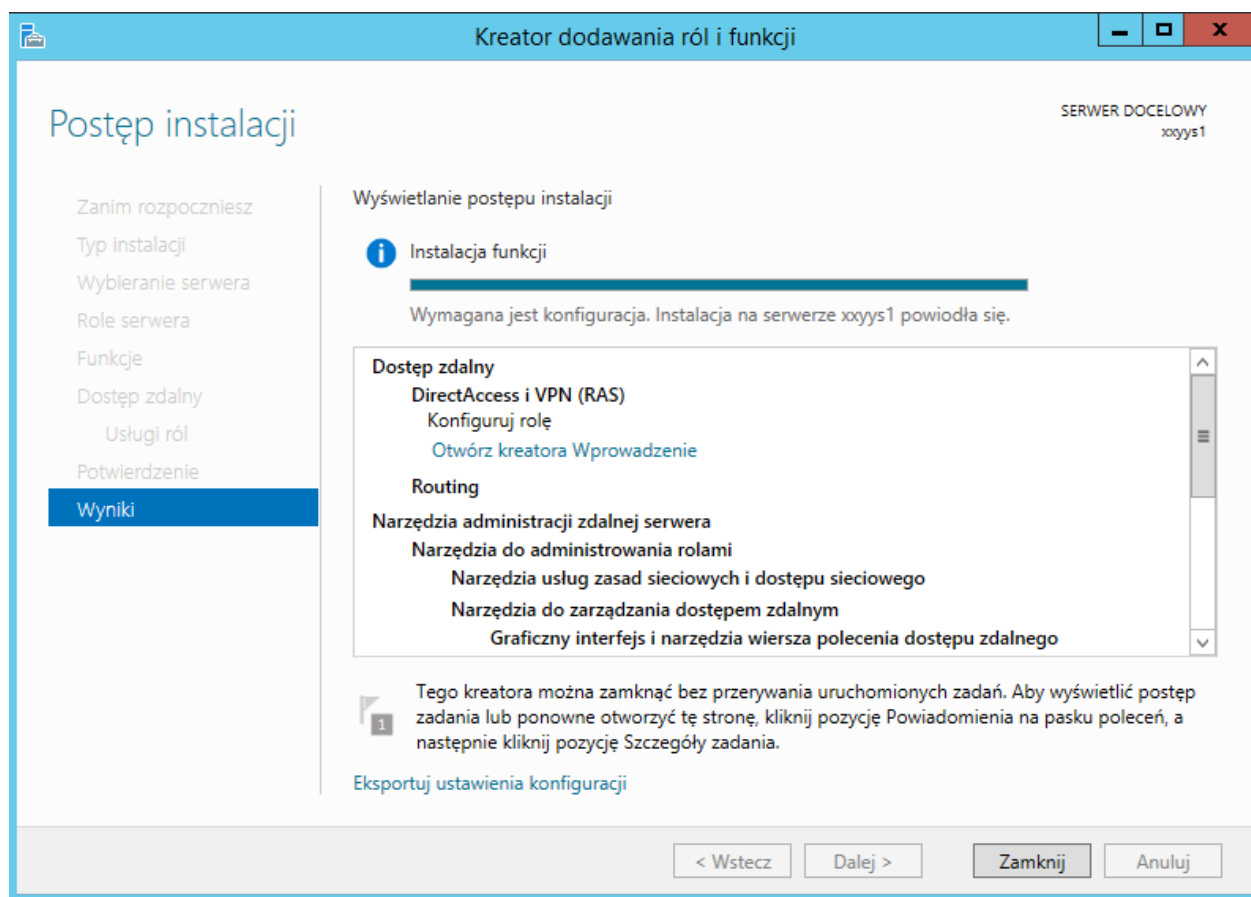 Kreator dodawania ról i funkcji
Postęp instalacji
SERWER DOCELOWY
xxyys1
Zanim rozpoczniesz
Typ instalacji
Wybieranie serwera
Role serwera
Funkcje
Dostęp zdalny
Usługi ról
Potwierdzenie
Wyniki
Wyświetlanie postępu instalacji
Instalacja funkcji
Wymagana jest konfiguracja. Instalacja na serwerze xxyys1 powiodła się.
Dostęp zdalny
DirectAccess i VPN (RAS)
Konfiguruj rolę
Otwórz kreatora Wprowadzenie
Routing
Narzędzia administracji zdalnej serwera
Narzędzia do administrowania rolami
Narzędzia usług zasad sieciowych i dostępu sieciowego
Narzędzia do zarządzania dostępem zdalnym
Graficzny interfejs i narzędzia wiersza polecenia dostępu zdalnego
1
Tego kreatora można zamknąć bez przerywania uruchomionych zadań. Aby wyświetlić postęp
zadania lub ponowne otworzyć tę stronę, kliknij pozycję Powiadomienia na pasku poleceń, a
następnie kliknij pozycję Szczegóły zadania.
Eksportuj ustawienia konfiguracji
< Wstecz
Dalej >
Zamknij
Anuluj